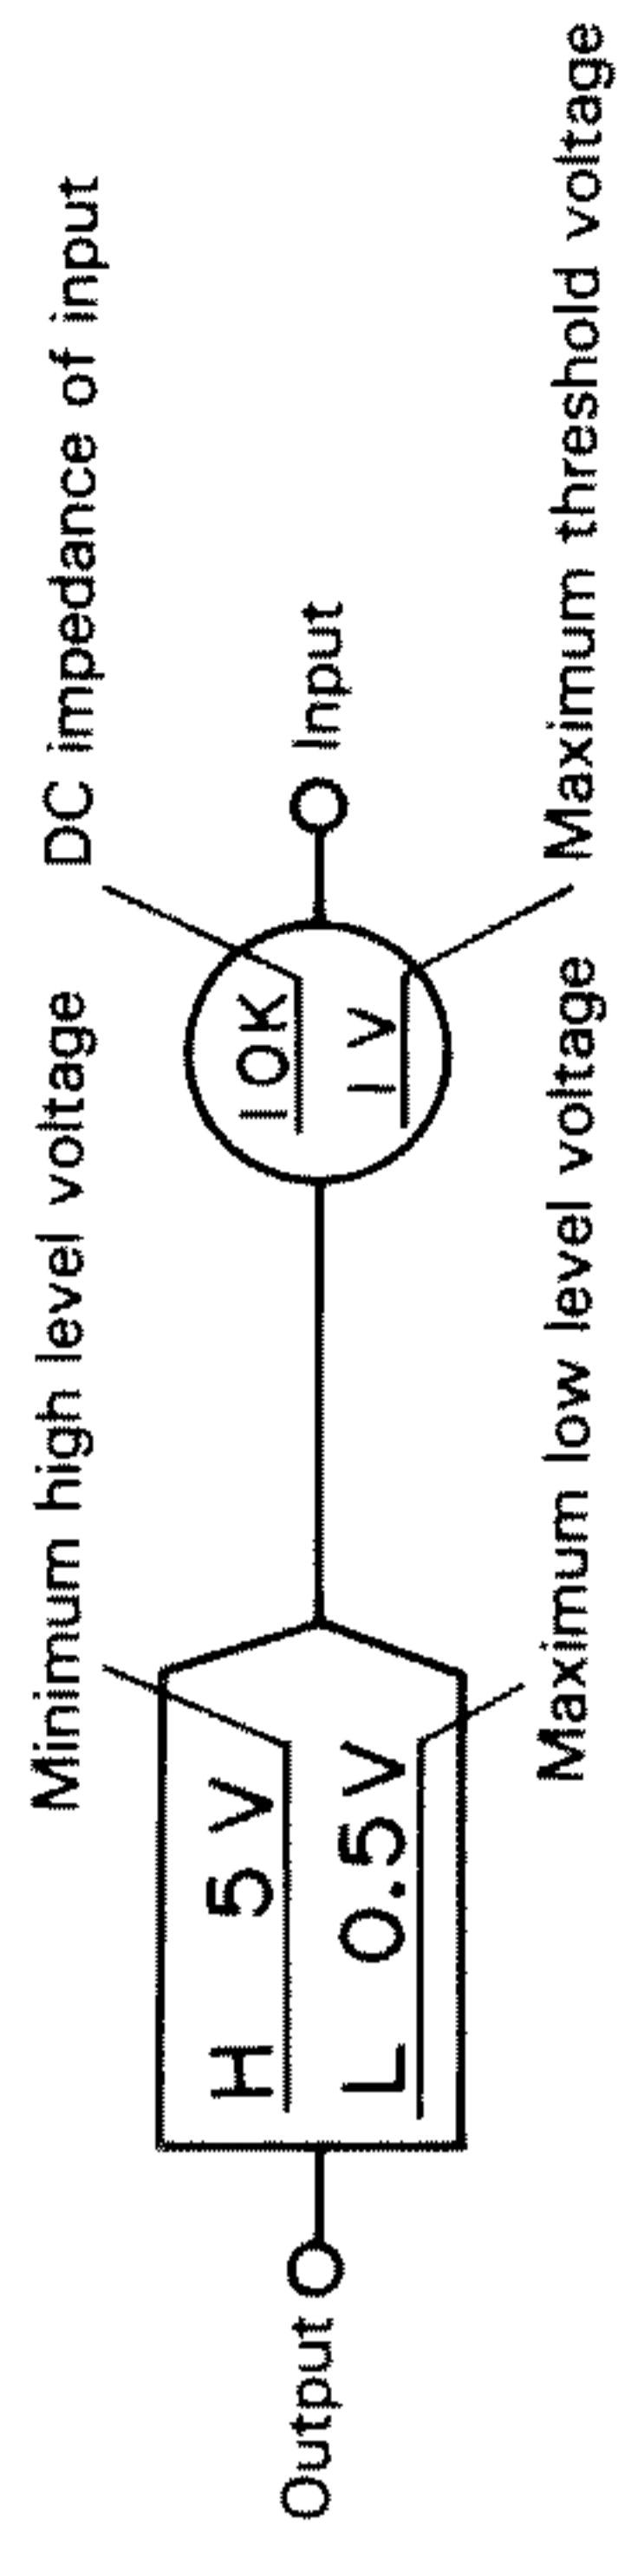 Minimum high level voltage
DC impedance of input
Output
H 5V
L 0.5V
10K
1V
Input
Maximum low level voltage
Maximum threshold voltage